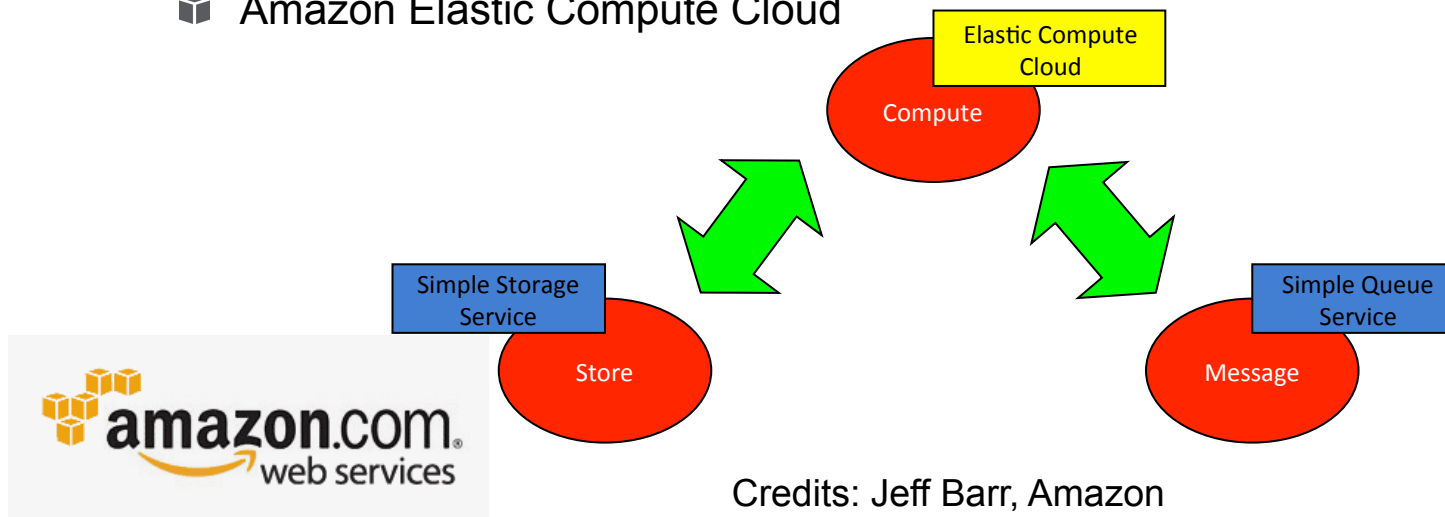 Amazon Elastic Compute Cloud
Elastic Compute
Cloud
Compute
Simple Storage
Service
Store
Simple Queue
Service
Message
amazon.com®
web services
Credits: Jeff Barr, Amazon